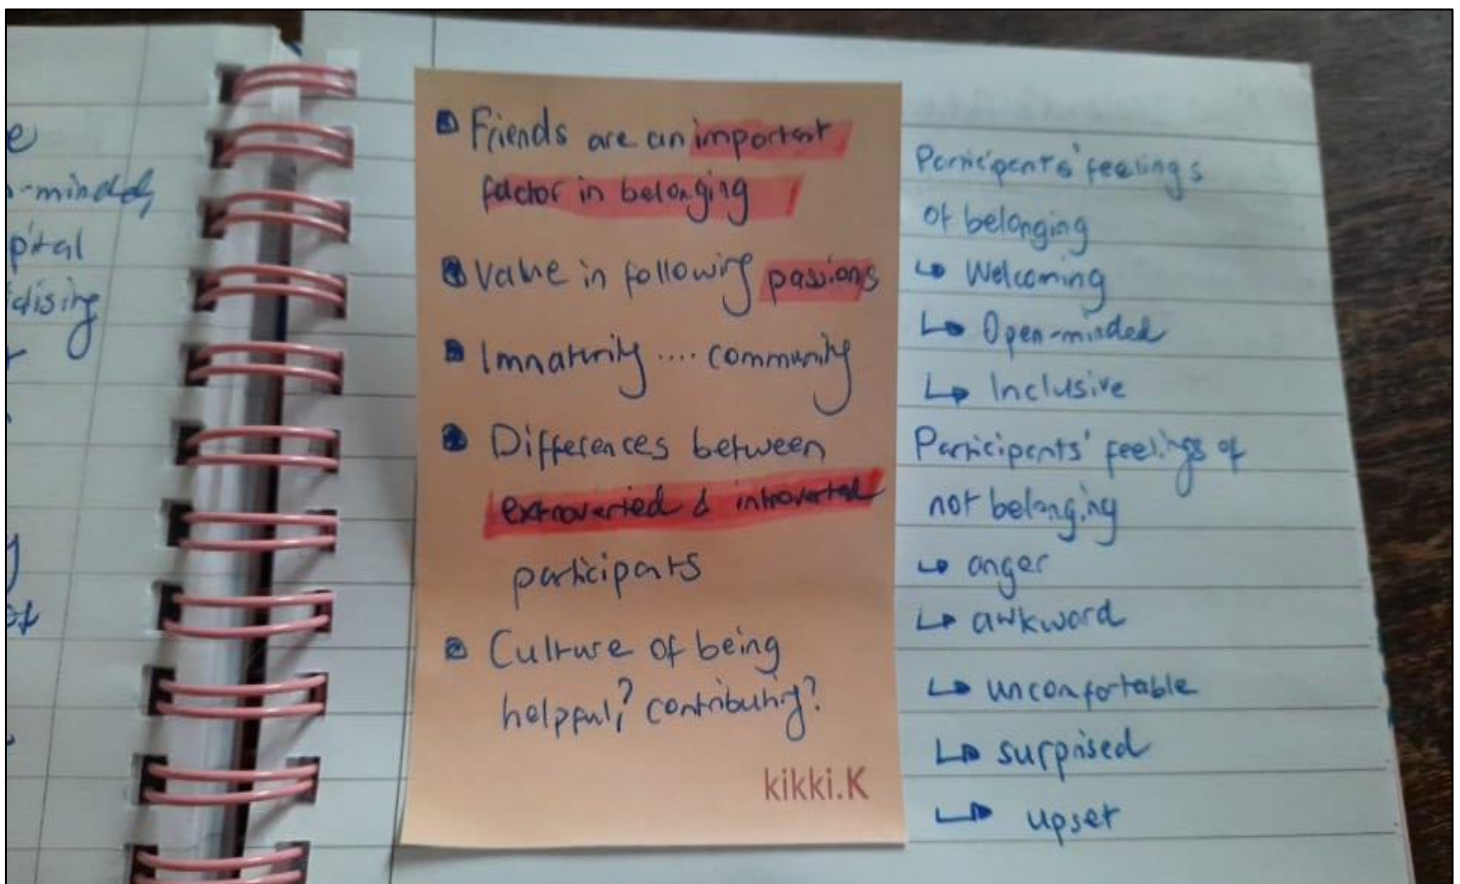 e
-minded,
pital
dising
Friends are an important
factor in belonging
Value in following passions
Immaturity .... community
Differences between
extroverted & introverted
participants
Culture of being
helpful? contributing?
kikki.K
Participants' feelings
of belonging
↳ Welcoming
↳ Open-minded
↳ Inclusive
Participants' feelings of
not belonging
↳ anger
↳ awkward
↳ uncomfortable
↳ surprised
↳ upset